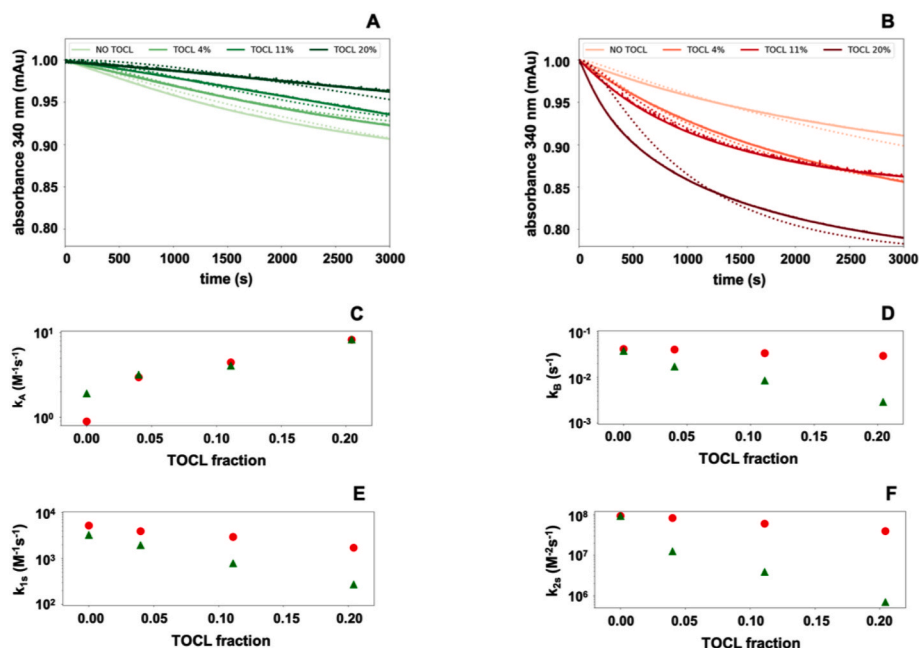 A
NO TOCL TOCL 4% TOCL 11% TOCL 20%
absorbance 340 nm (mAu)
1.00
0.95
0.90
0.85
0.80
0 500 1000 1500 2000 2500 3000
time (s)
B
NO TOCL TOCL 4% TOCL 11% TOCL 20%
absorbance 340 nm (mAu)
1.00
0.95
0.90
0.85
0.80
0 500 1000 1500 2000 2500 3000
time (s)
C
k_A (M⁻¹s⁻¹)
10¹
10⁰
0.00 0.05 0.10 0.15 0.20
TOCL fraction
D
k_B (s⁻¹)
10⁻¹
10⁻²
10⁻³
0.00 0.05 0.10 0.15 0.20
TOCL fraction
E
k_1s (M⁻¹s⁻¹)
10⁴
10³
10²
0.00 0.05 0.10 0.15 0.20
TOCL fraction
F
k_2s (M⁻²s⁻¹)
10⁸
10⁷
10⁶
0.00 0.05 0.10 0.15 0.20
TOCL fraction